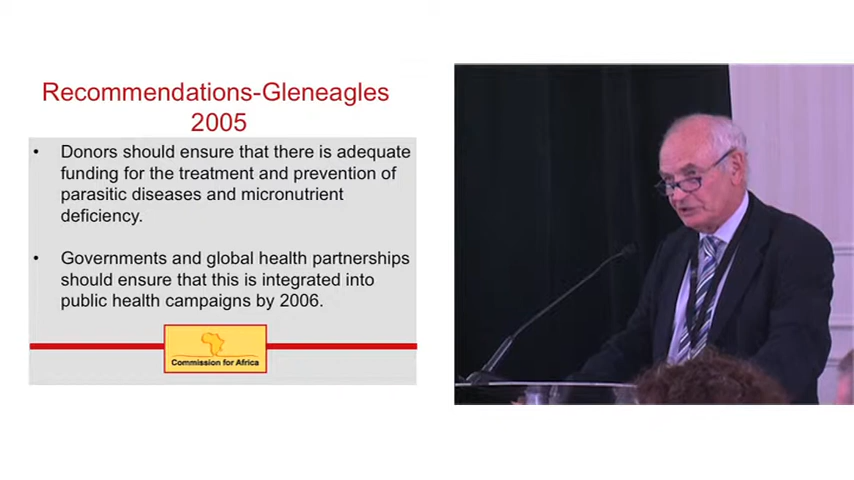 Recommendations-Gleneagles
2005
• Donors should ensure that there is adequate
funding for the treatment and prevention of
parasitic diseases and micronutrient
deficiency.
• Governments and global health partnerships
should ensure that this is integrated into
public health campaigns by 2006.
Commission for Africa